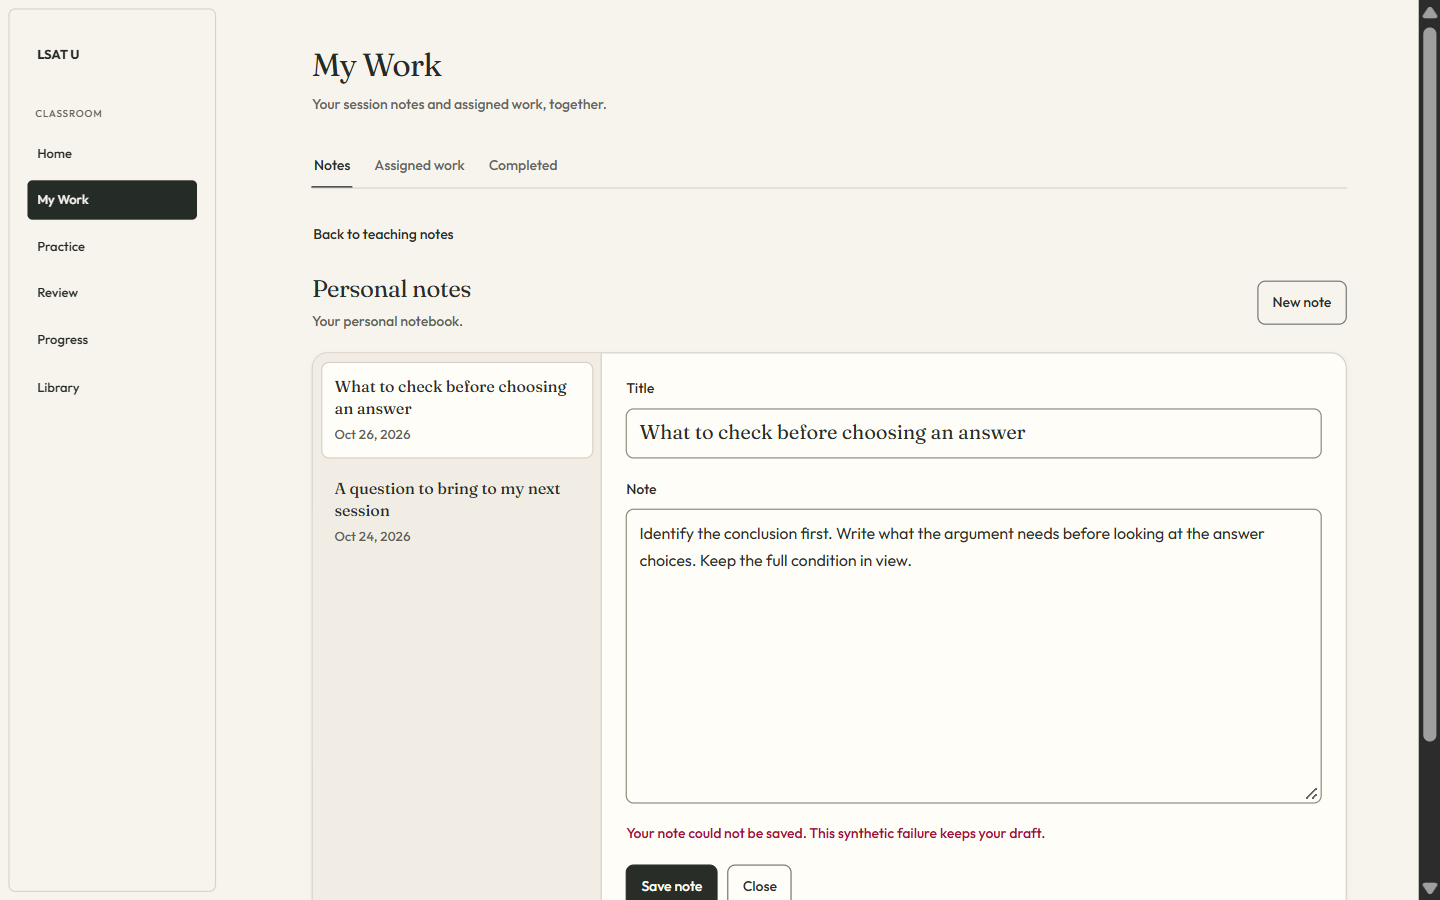 LSAT U
CLASSROOM
Home
My Work
Practice
Review
Progress
Library
My Work
Your session notes and assigned work, together.
Notes
Assigned work
Completed
Back to teaching notes
Personal notes
Your personal notebook.
New note
What to check before choosing
an answer
Oct 26, 2026
A question to bring to my next
session
Oct 24, 2026
Title
What to check before choosing an answer
Note
Identify the conclusion first. Write what the argument needs before looking at the answer
choices. Keep the full condition in view.
Your note could not be saved. This synthetic failure keeps your draft.
Save note
Close